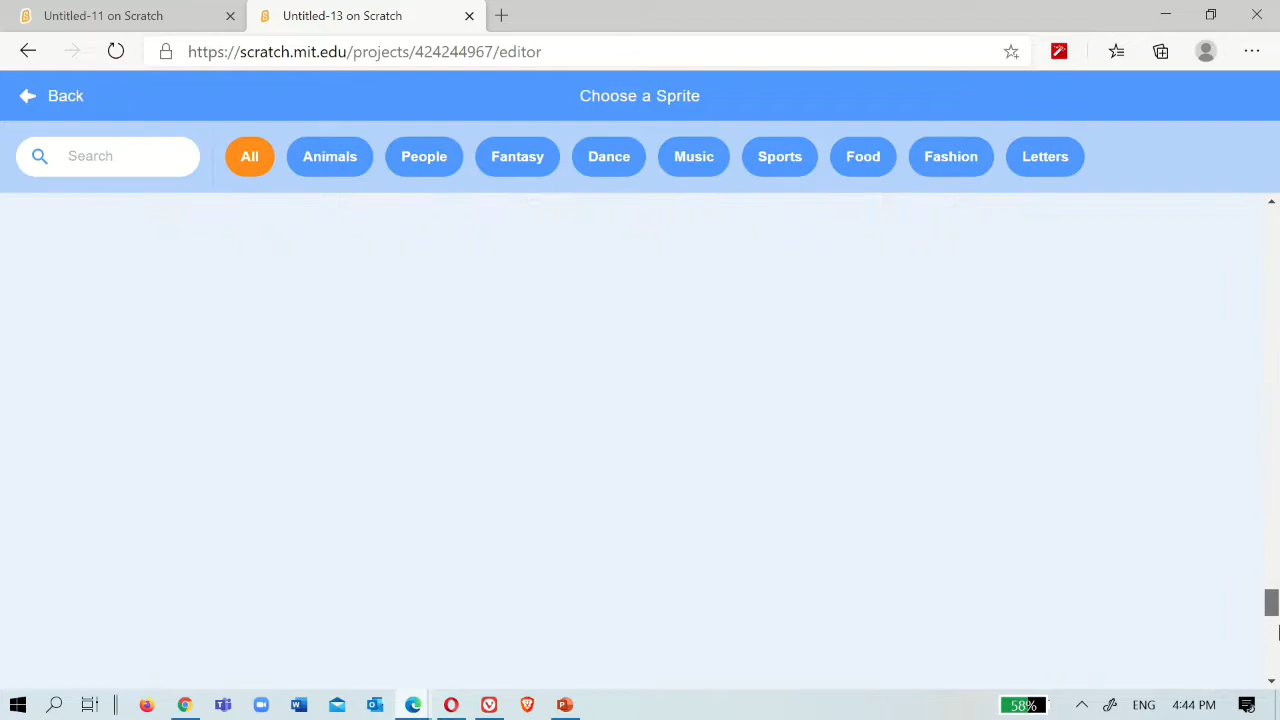 Untitled-11 on Scratch
Untitled-13 on Scratch
https://scratch.mit.edu/projects/424244967/editor
Back
Choose a Sprite
Search
All
Animals
People
Fantasy
Dance
Music
Sports
Food
Fashion
Letters
58%
ENG
4:44 PM